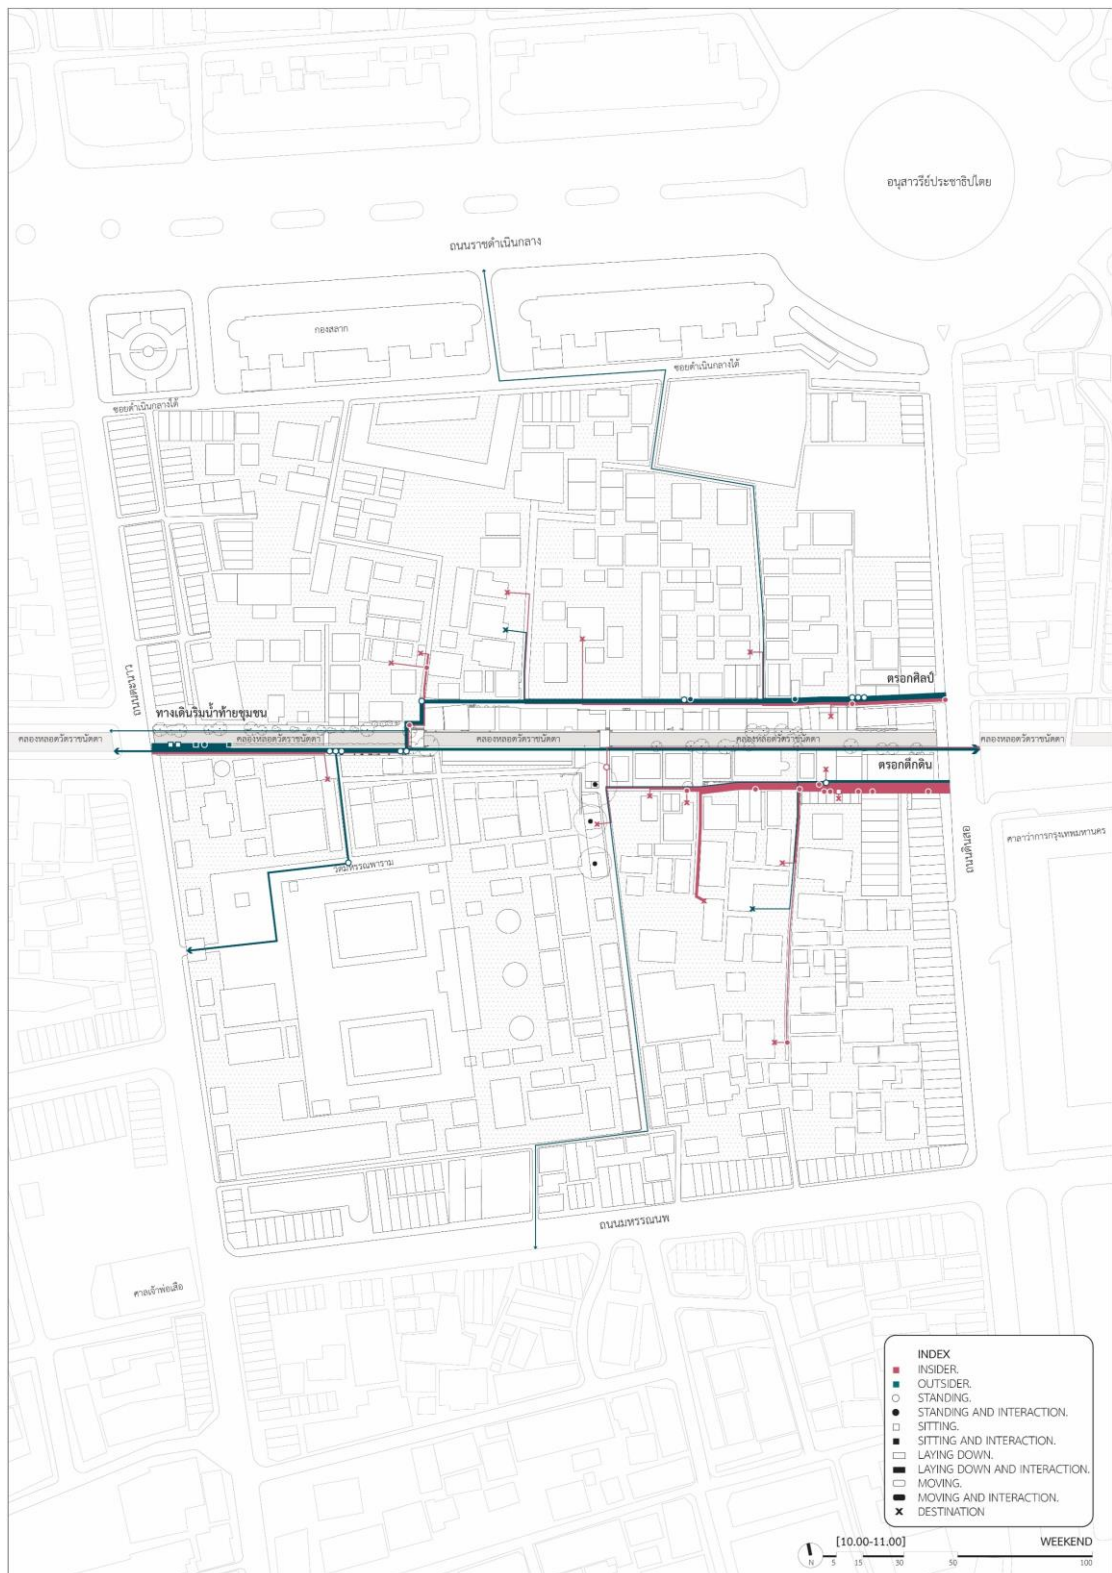 อนุสาวรีย์ประชาธิปไตย
ถนนราชดำเนินกลาง
กองสลาก
ซอยดำเนินกลางใต้
ซอยดำเนินกลางใต้
ตรอกศิลป์
ทางเดินริมน้ำท้ายชุมชน
คลองหลอดวัดราชนัดดา
คลองหลอดวัดราชนัดดา
คลองหลอดวัดราชนัดดา
คลองหลอดวัดราชนัดดา
คลองหลอดวัดราชนัดดา
ตรอกตึกดิน
ถนนดินสอ
ศาลาว่าการกรุงเทพมหานคร
วัดมหรรณพาราม
ถนนมหรรณนพ
ศาลเจ้าพ่อเสือ
INDEX
INSIDER.
OUTSIDER.
STANDING.
STANDING AND INTERACTION.
SITTING.
SITTING AND INTERACTION.
LAYING DOWN.
LAYING DOWN AND INTERACTION.
MOVING.
MOVING AND INTERACTION.
DESTINATION
[10.00-11.00] WEEKEND
N 5 15 30 50 100